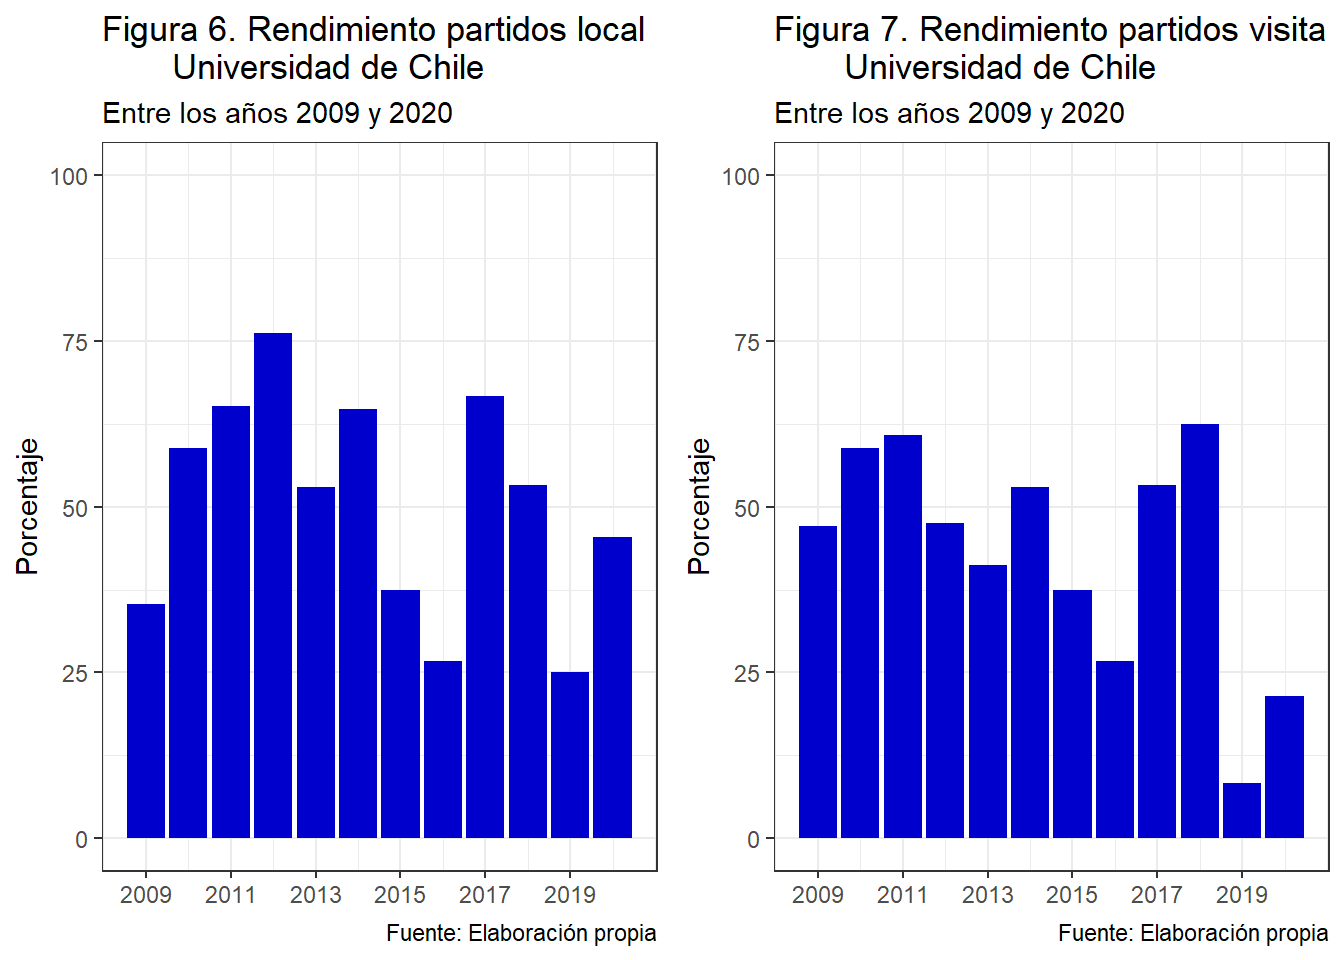 Figura 6. Rendimiento partidos local
Universidad de Chile
Entre los años 2009 y 2020
100
75
50
25
0
Porcentaje
2009 2011 2013 2015 2017 2019
Fuente: Elaboración propia
Figura 7. Rendimiento partidos visita
Universidad de Chile
Entre los años 2009 y 2020
100
75
50
25
0
Porcentaje
2009 2011 2013 2015 2017 2019
Fuente: Elaboración propia